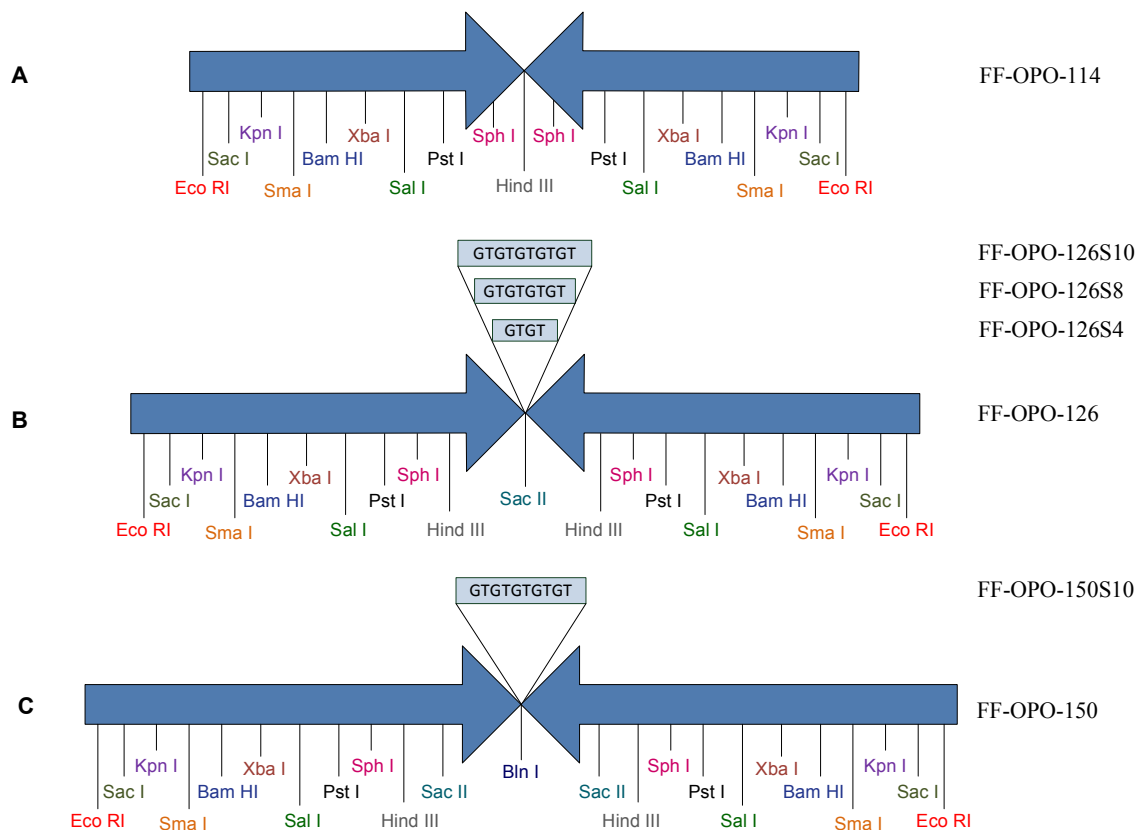 A
FF-OPO-114
Kpn I Xba I Sph I Sph I Xba I Kpn I
Sac I Bam HI Pst I Pst I Bam HI Sac I
Eco RI Sma I Sal I Hind III Sal I Sma I Eco RI
GTGTGTGTGT FF-OPO-126S10
GTGTGTGT FF-OPO-126S8
GTGT FF-OPO-126S4
B
FF-OPO-126
Kpn I Xba I Sph I Sph I Xba I Kpn I
Sac I Bam HI Pst I Sac II Pst I Bam HI Sac I
Eco RI Sma I Sal I Hind III Hind III Sal I Sma I Eco RI
GTGTGTGTGT FF-OPO-150S10
C
FF-OPO-150
Kpn I Xba I Sph I Bln I Sph I Xba I Kpn I
Sac I Bam HI Pst I Sac II Sac II Pst I Bam HI Sac I
Eco RI Sma I Sal I Hind III Hind III Sal I Sma I Eco RI